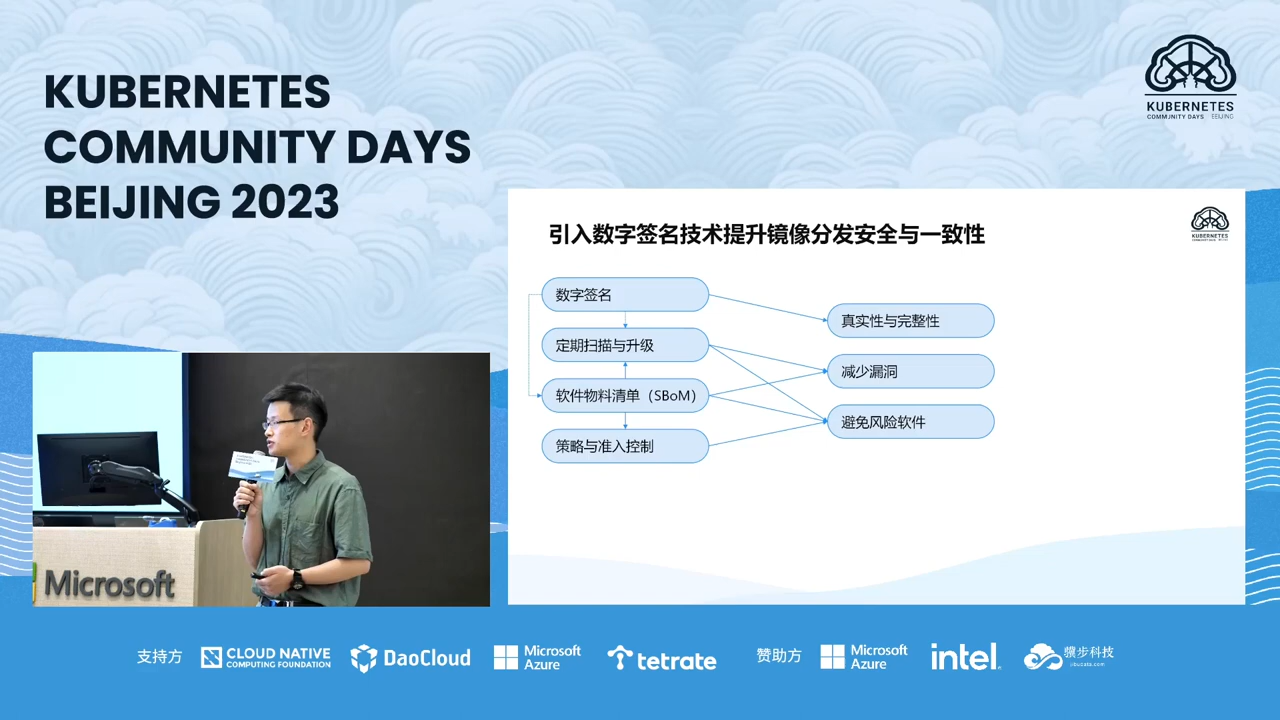 KUBERNETES
COMMUNITY DAYS
BEIJING 2023
KUBERNETES
COMMUNITY DAYS BEIJING
引入数字签名技术提升镜像分发安全与一致性
KUBERNETES
数字签名
定期扫描与升级
软件物料清单（SBoM）
策略与准入控制
真实性与完整性
减少漏洞
避免风险软件
Microsoft
支持方
CLOUD NATIVE
COMPUTING FOUNDATION
DaoCloud
Microsoft
Azure
tetrate
赞助方
Microsoft
Azure
intel
骥步科技
jibudata.com